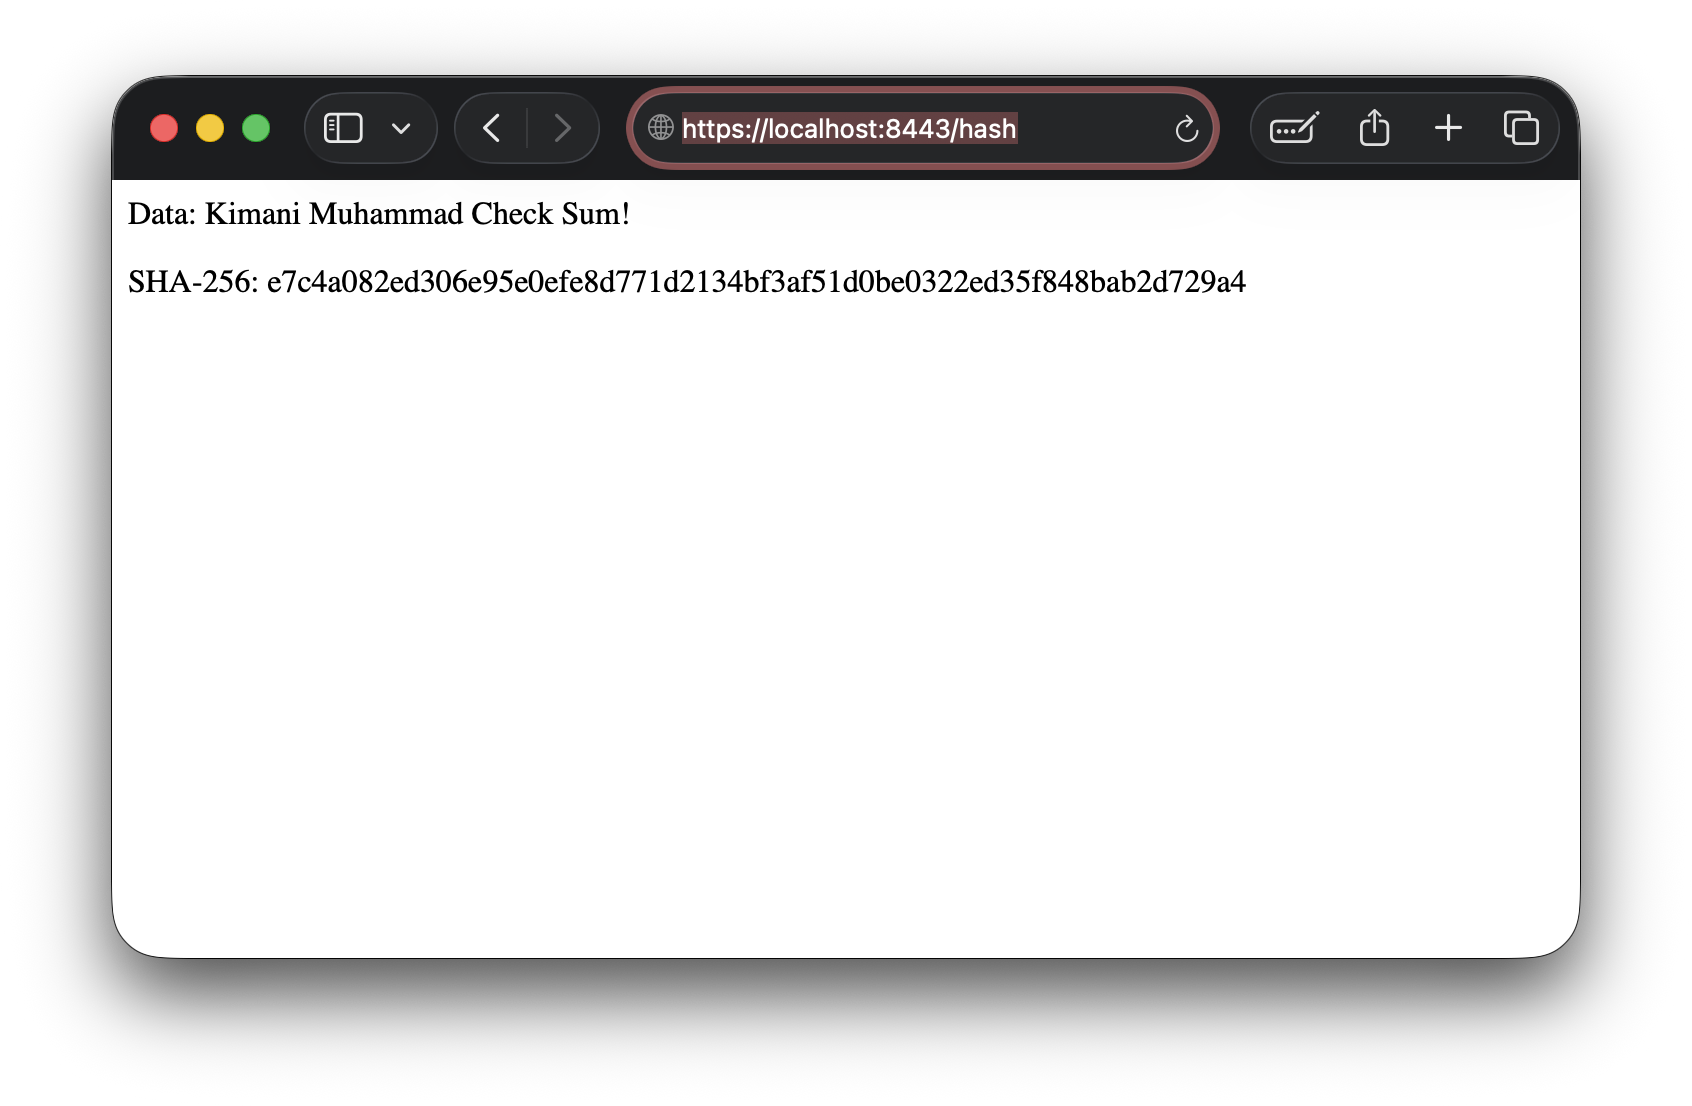 https://localhost:8443/hash
Data: Kimani Muhammad Check Sum!
SHA-256: e7c4a082ed306e95e0efe8d771d2134bf3af51d0be0322ed35f848bab2d729a4